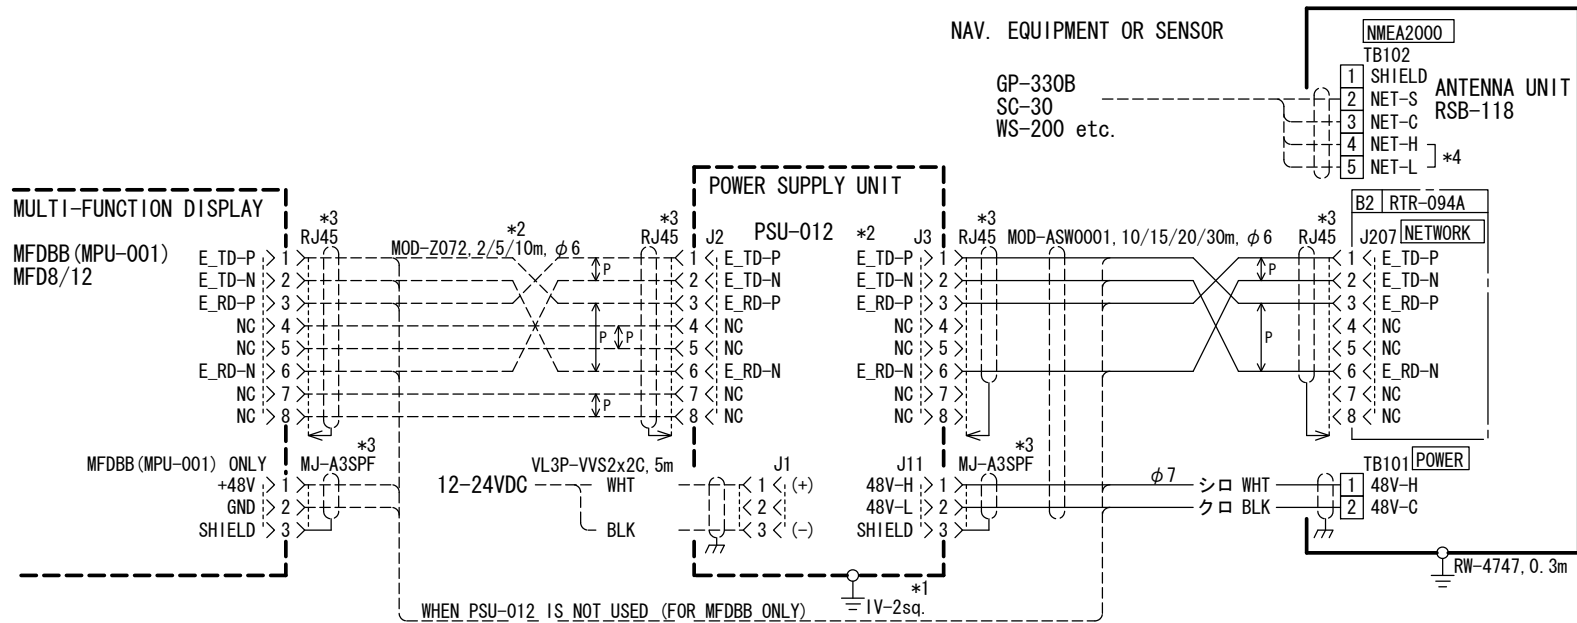 NAV. EQUIPMENT OR SENSOR
GP-330B
SC-30
WS-200 etc.
NMEA2000
TB102
1 SHIELD
2 NET-S
3 NET-C
4 NET-H
5 NET-L
*4
ANTENNA UNIT
RSB-118
MULTI-FUNCTION DISPLAY
MFDBB(MPU-001)
MFD8/12
*3
RJ45
E_TD-P 1
E_TD-N 2
E_RD-P 3
NC 4
NC 5
E_RD-N 6
NC 7
NC 8
*2
MOD-Z072, 2/5/10m, φ6
P
P
P
P
*3
RJ45
POWER SUPPLY UNIT
PSU-012
J2
1 E_TD-P
2 E_TD-N
3 E_RD-P
4 NC
5 NC
6 E_RD-N
7 NC
8 NC
*2
J3
E_TD-P 1
E_TD-N 2
E_RD-P 3
NC 4
NC 5
E_RD-N 6
NC 7
NC 8
*3
RJ45
MOD-ASW0001, 10/15/20/30m, φ6
P
P
*3
RJ45
B2 RTR-094A
J207 NETWORK
1 E_TD-P
2 E_TD-N
3 E_RD-P
4 NC
5 NC
6 E_RD-N
7 NC
8 NC
MFDBB(MPU-001) ONLY
+48V 1
GND 2
SHIELD 3
*3
MJ-A3SPF
VL3P-VVS2x2C, 5m
12-24VDC
WHT
BLK
J1
1 (+)
2
3 (-)
J11
48V-H 1
48V-L 2
SHIELD 3
*3
MJ-A3SPF
φ7
シロ WHT
クロ BLK
TB101 POWER
1 48V-H
2 48V-C
RW-4747, 0.3m
*1
IV-2sq.
WHEN PSU-012 IS NOT USED (FOR MFDBB ONLY)